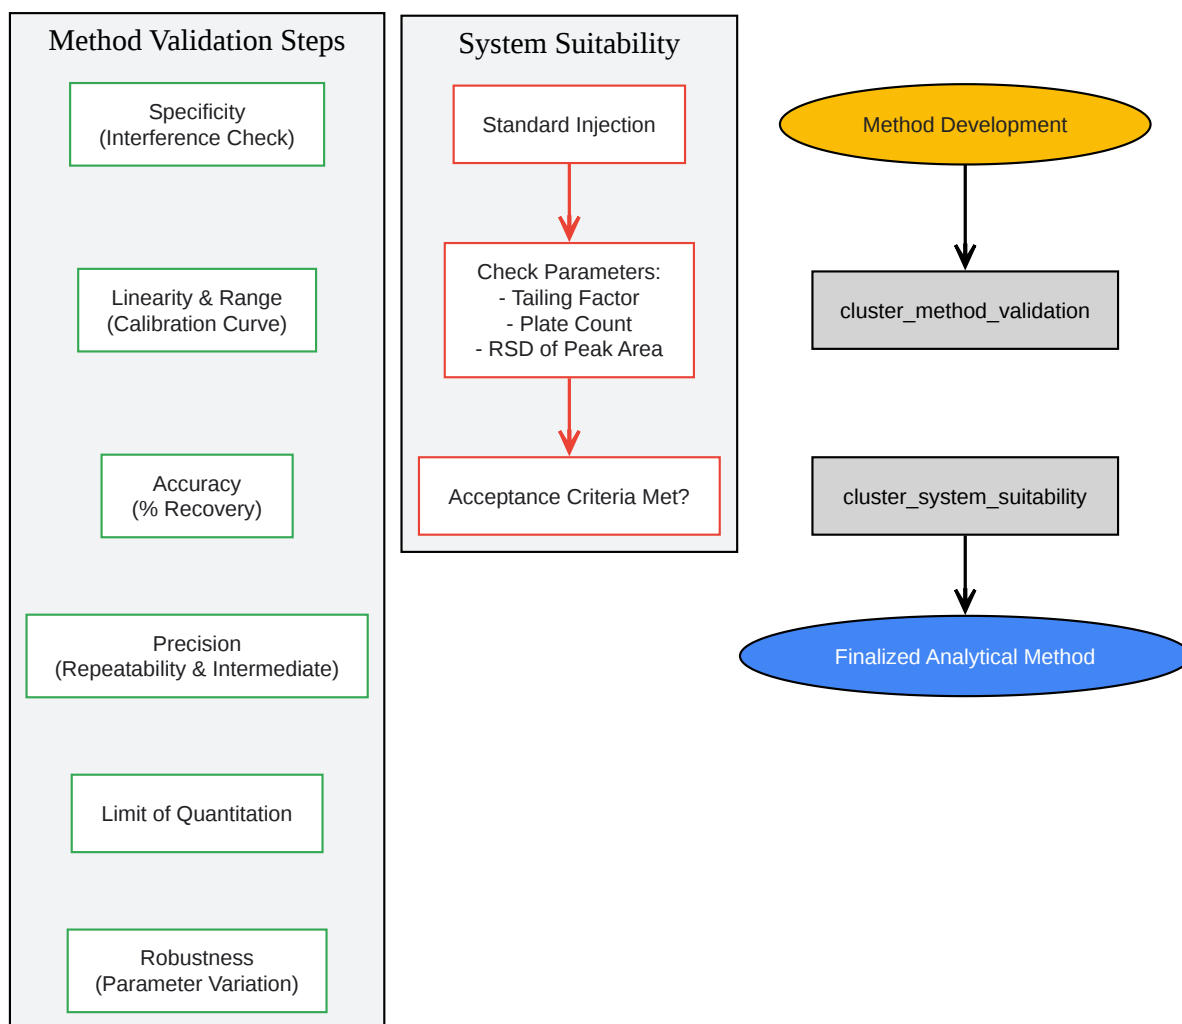 Method Validation Steps
Specificity
(Interference Check)
Linearity & Range
(Calibration Curve)
Accuracy
(% Recovery)
Precision
(Repeatability & Intermediate)
Limit of Quantitation
Robustness
(Parameter Variation)
System Suitability
Standard Injection
Check Parameters:
- Tailing Factor
- Plate Count
- RSD of Peak Area
Acceptance Criteria Met?
Method Development
cluster_method_validation
cluster_system_suitability
Finalized Analytical Method